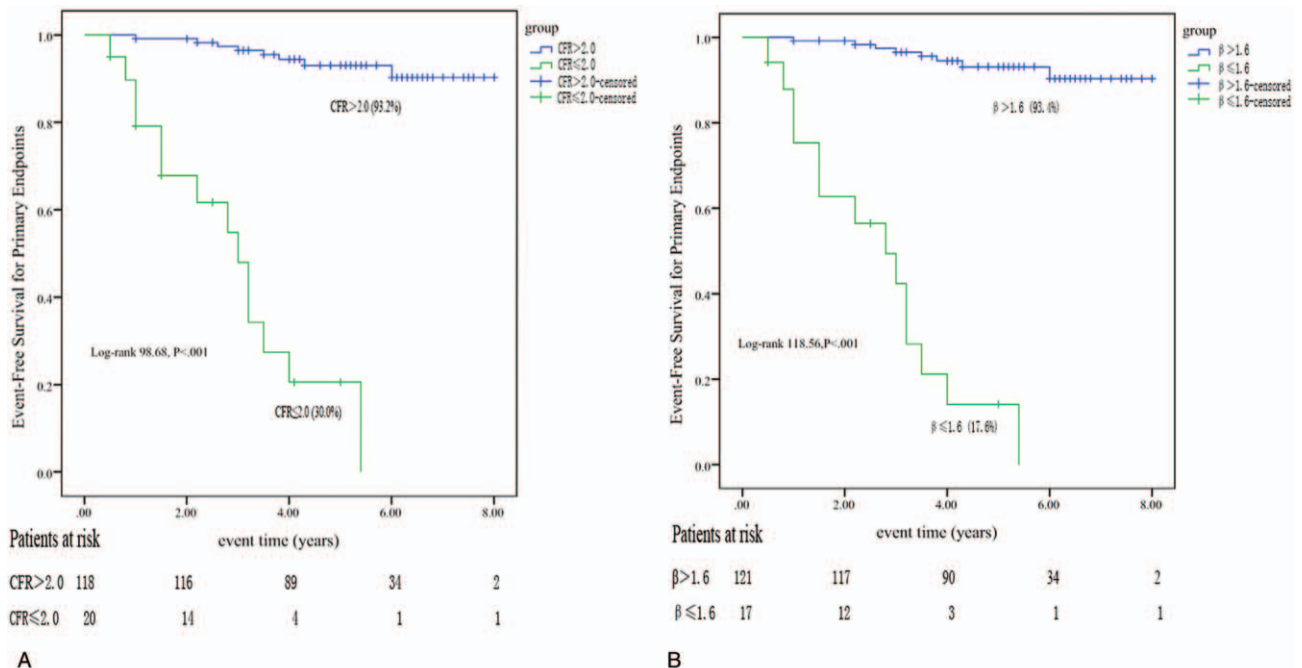 group
CFR>2.0
CFR≤2.0
CFR>2.0-censored
CFR≤2.0-censored
Event-Free Survival for Primary Endpoints
1.0
0.8
0.6
0.4
0.2
0.0
CFR>2.0 (93.2%)
Log-rank 98.68, P<.001
CFR≤2.0 (30.0%)
.00 2.00 4.00 6.00 8.00
event time (years)
Patients at risk
CFR>2.0 118 116 89 34 2
CFR≤2.0 20 14 4 1 1
A
group
β>1.6
β≤1.6
β>1.6-censored
β≤1.6-censored
Event-Free Survival for Primary Endpoints
1.0
0.8
0.6
0.4
0.2
0.0
β>1.6 (93.4%)
Log-rank 118.56,P<.001
β≤1.6 (17.6%)
.00 2.00 4.00 6.00 8.00
event time (years)
Patients at risk
β>1.6 121 117 90 34 2
β≤1.6 17 12 3 1 1
B